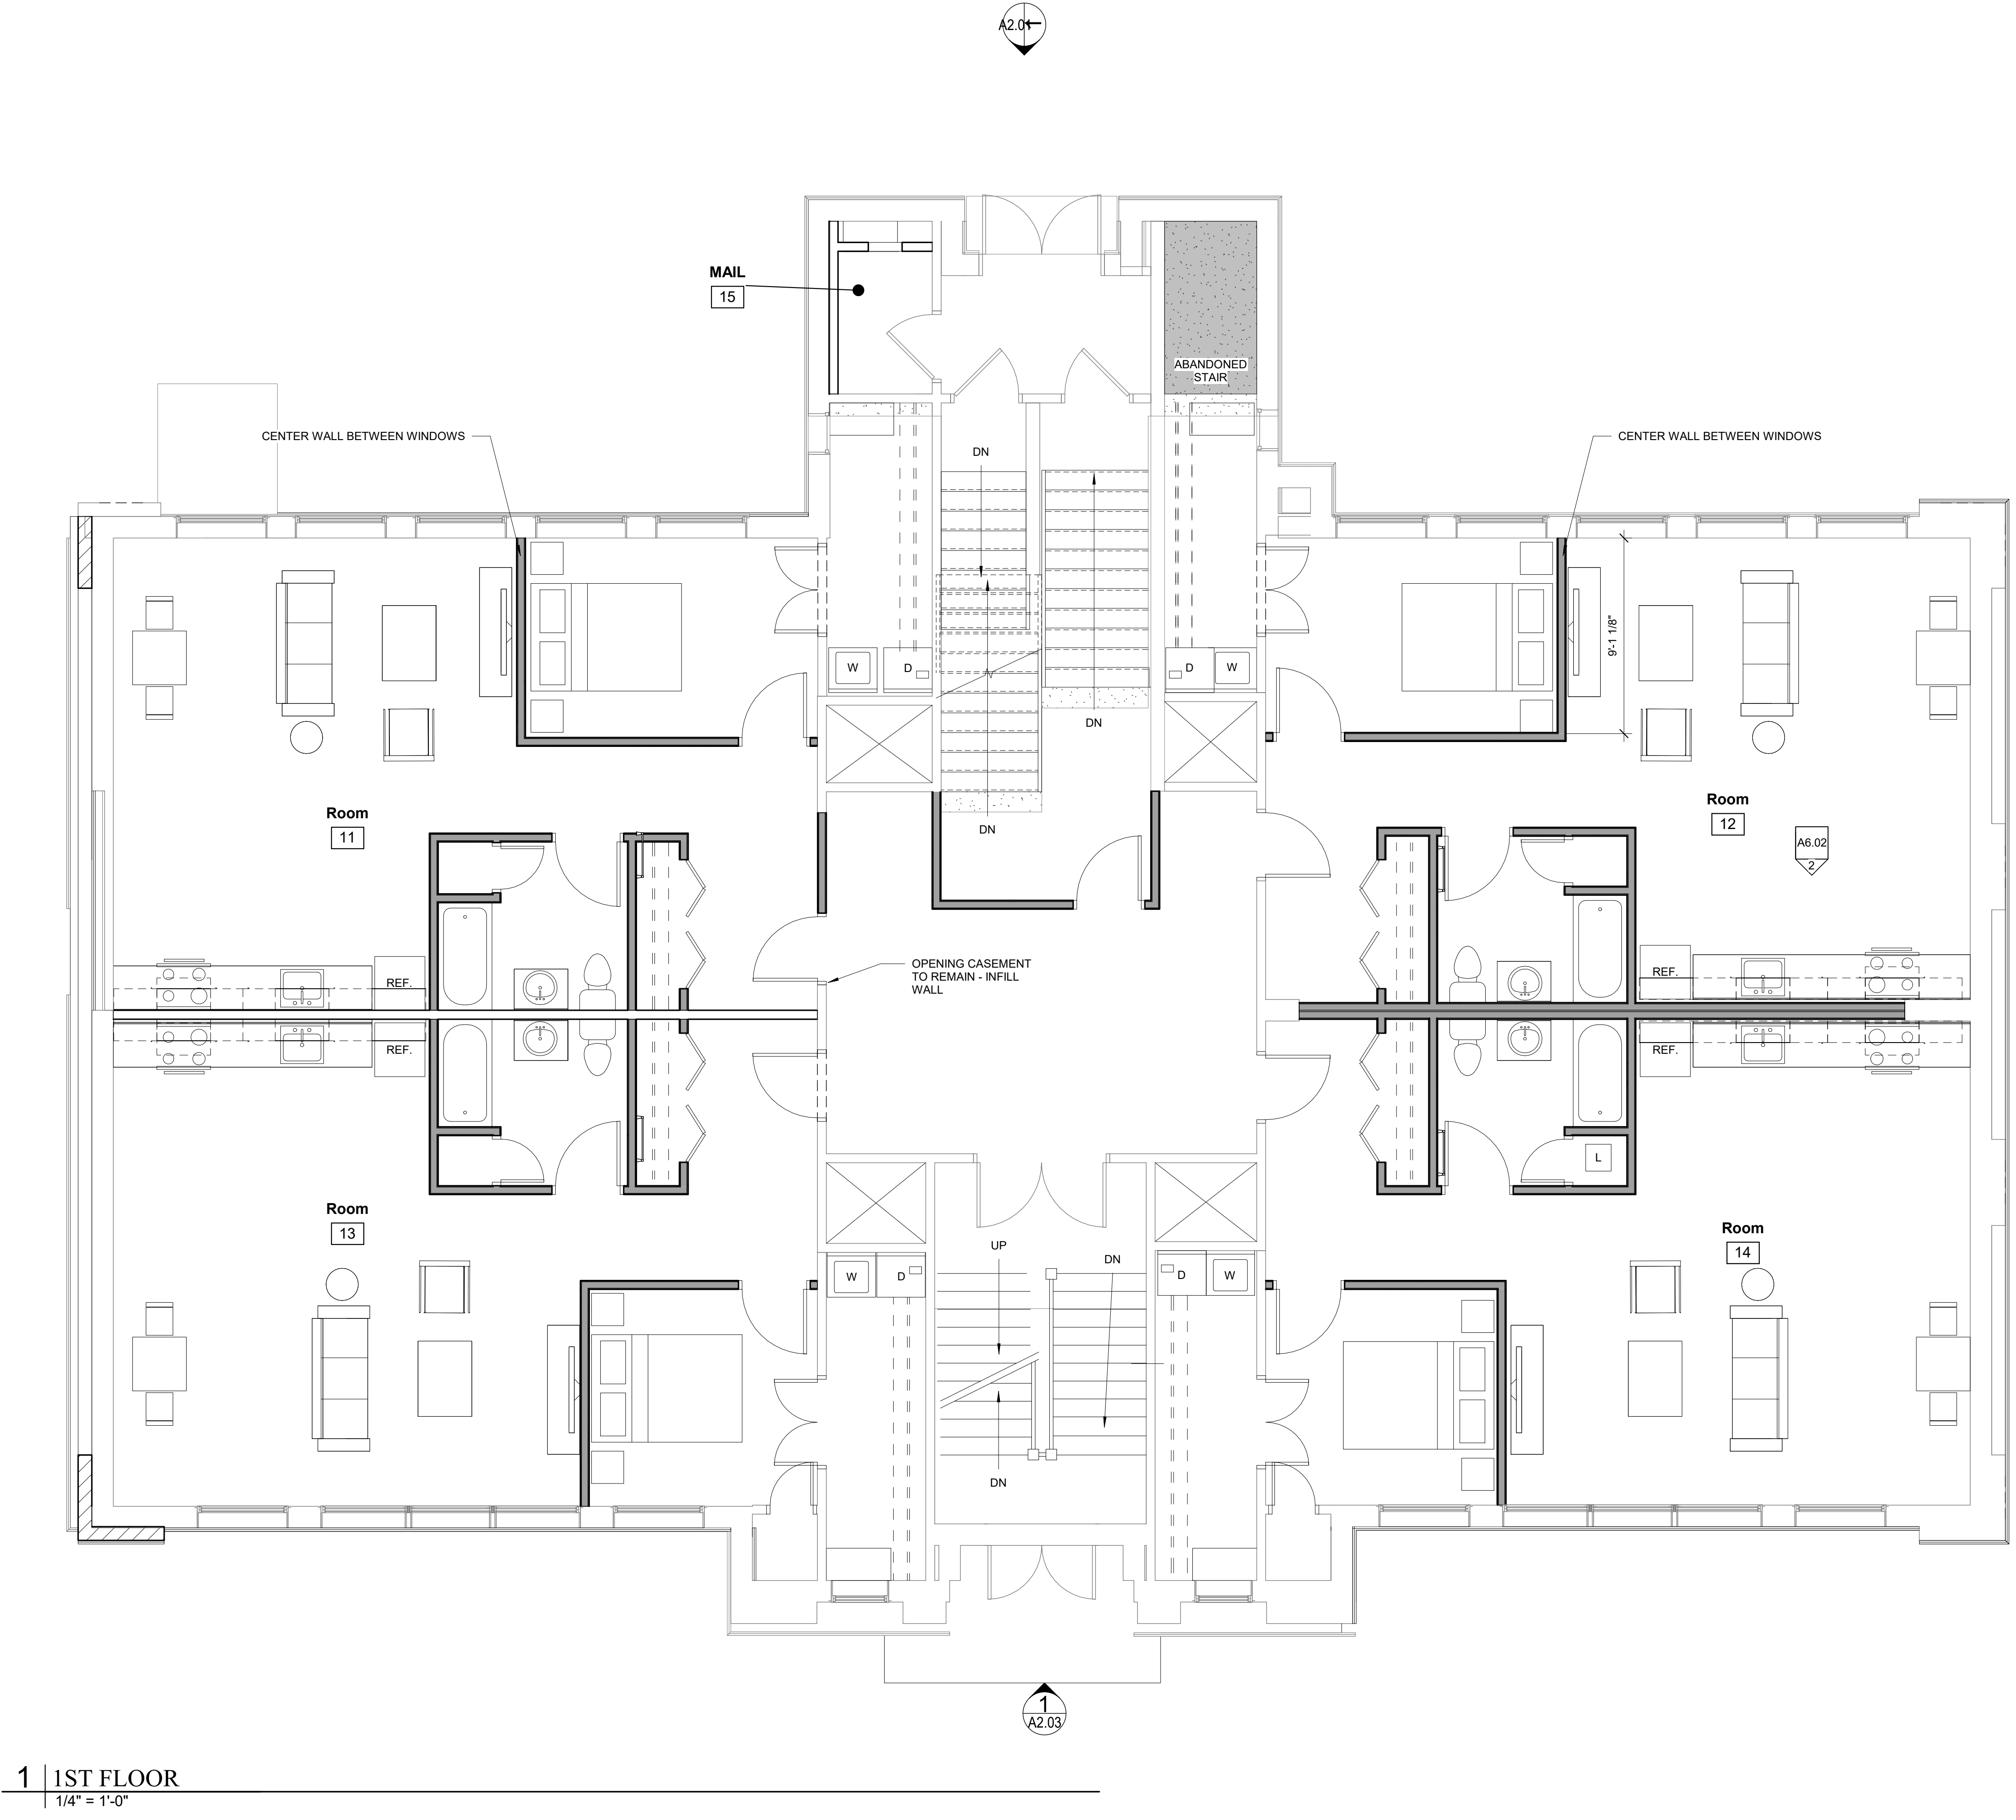 A2.01
MAIL
15
ABANDONED
STAIR
CENTER WALL BETWEEN WINDOWS
CENTER WALL BETWEEN WINDOWS
DN
W
D
D
W
9'-1 1/8"
DN
DN
Room
11
Room
12
A6.02
2
OPENING CASEMENT
TO REMAIN - INFILL
WALL
REF.
REF.
REF.
REF.
L
Room
13
Room
14
UP
DN
W
D
D
W
DN
1
A2.03
1
1ST FLOOR
1/4" = 1'-0"